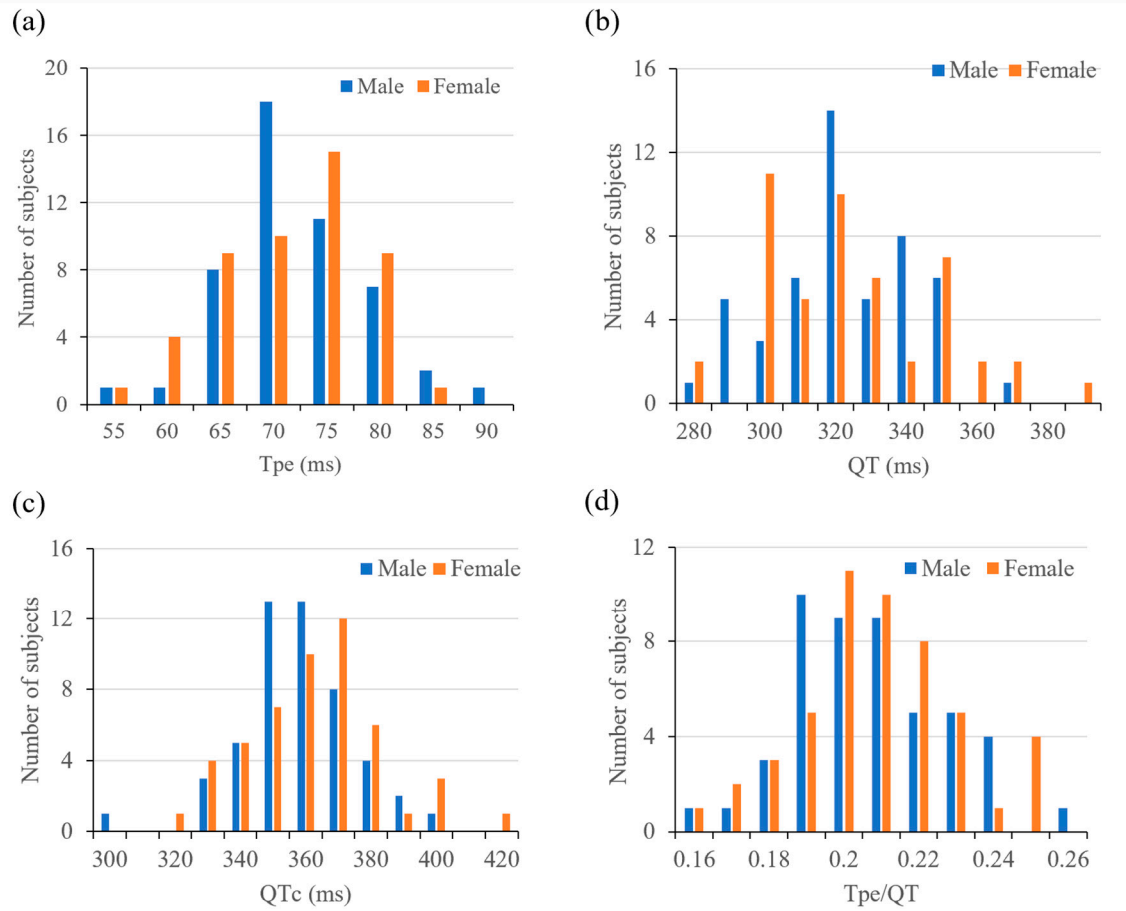 (a)
Male Female
20
16
12
8
4
0
Number of subjects
55 60 65 70 75 80 85 90
Tpe (ms)
(b)
Male Female
16
12
8
4
0
Number of subjects
280 300 320 340 360 380
QT (ms)
(c)
Male Female
16
12
8
4
0
Number of subjects
300 320 340 360 380 400 420
QTc (ms)
(d)
Male Female
12
8
4
0
Number of subjects
0.16 0.18 0.2 0.22 0.24 0.26
Tpe/QT